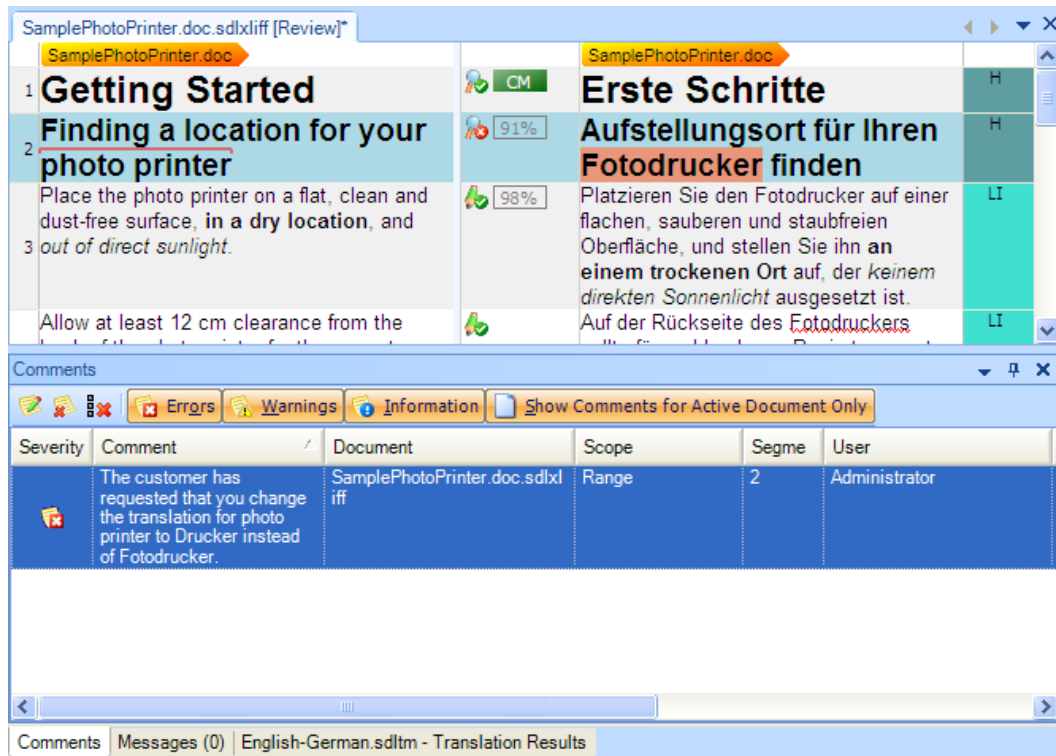 SamplePhotoPrinter.doc.sdlxliff [Review]*
SamplePhotoPrinter.doc
SamplePhotoPrinter.doc
1 Getting Started
CM
Erste Schritte
H
2 Finding a location for your
photo printer
91%
Aufstellungsort für Ihren
Fotodrucker finden
H
3 Place the photo printer on a flat, clean and
dust-free surface, in a dry location, and
out of direct sunlight.
98%
Platzieren Sie den Fotodrucker auf einer
flachen, sauberen und staubfreien
Oberfläche, und stellen Sie ihn an
einem trockenen Ort auf, der keinem
direkten Sonnenlicht ausgesetzt ist.
LI
Allow at least 12 cm clearance from the
Auf der Rückseite des Fotodruckers
LI
Comments
Errors Warnings Information Show Comments for Active Document Only
Severity Comment Document Scope Segme User
The customer has
requested that you change
the translation for photo
printer to Drucker instead
of Fotodrucker.
SamplePhotoPrinter.doc.sdlxl
iff
Range
2
Administrator
Comments Messages (0) English-German.sdltm - Translation Results